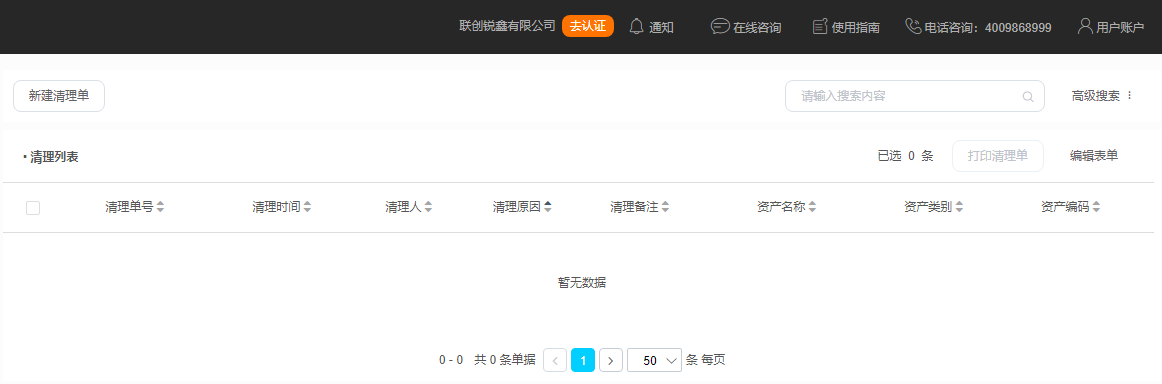 联创锐鑫有限公司 去认证 通知 在线咨询 使用指南 电话咨询：4009868999 用户账户
新建清理单 请输入搜索内容 高级搜索
· 清理列表 已选 0 条 打印清理单 编辑表单
清理单号 清理时间 清理人 清理原因 清理备注 资产名称 资产类别 资产编码
暂无数据
0 - 0 共 0 条单据 < 1 > 50 条 每页